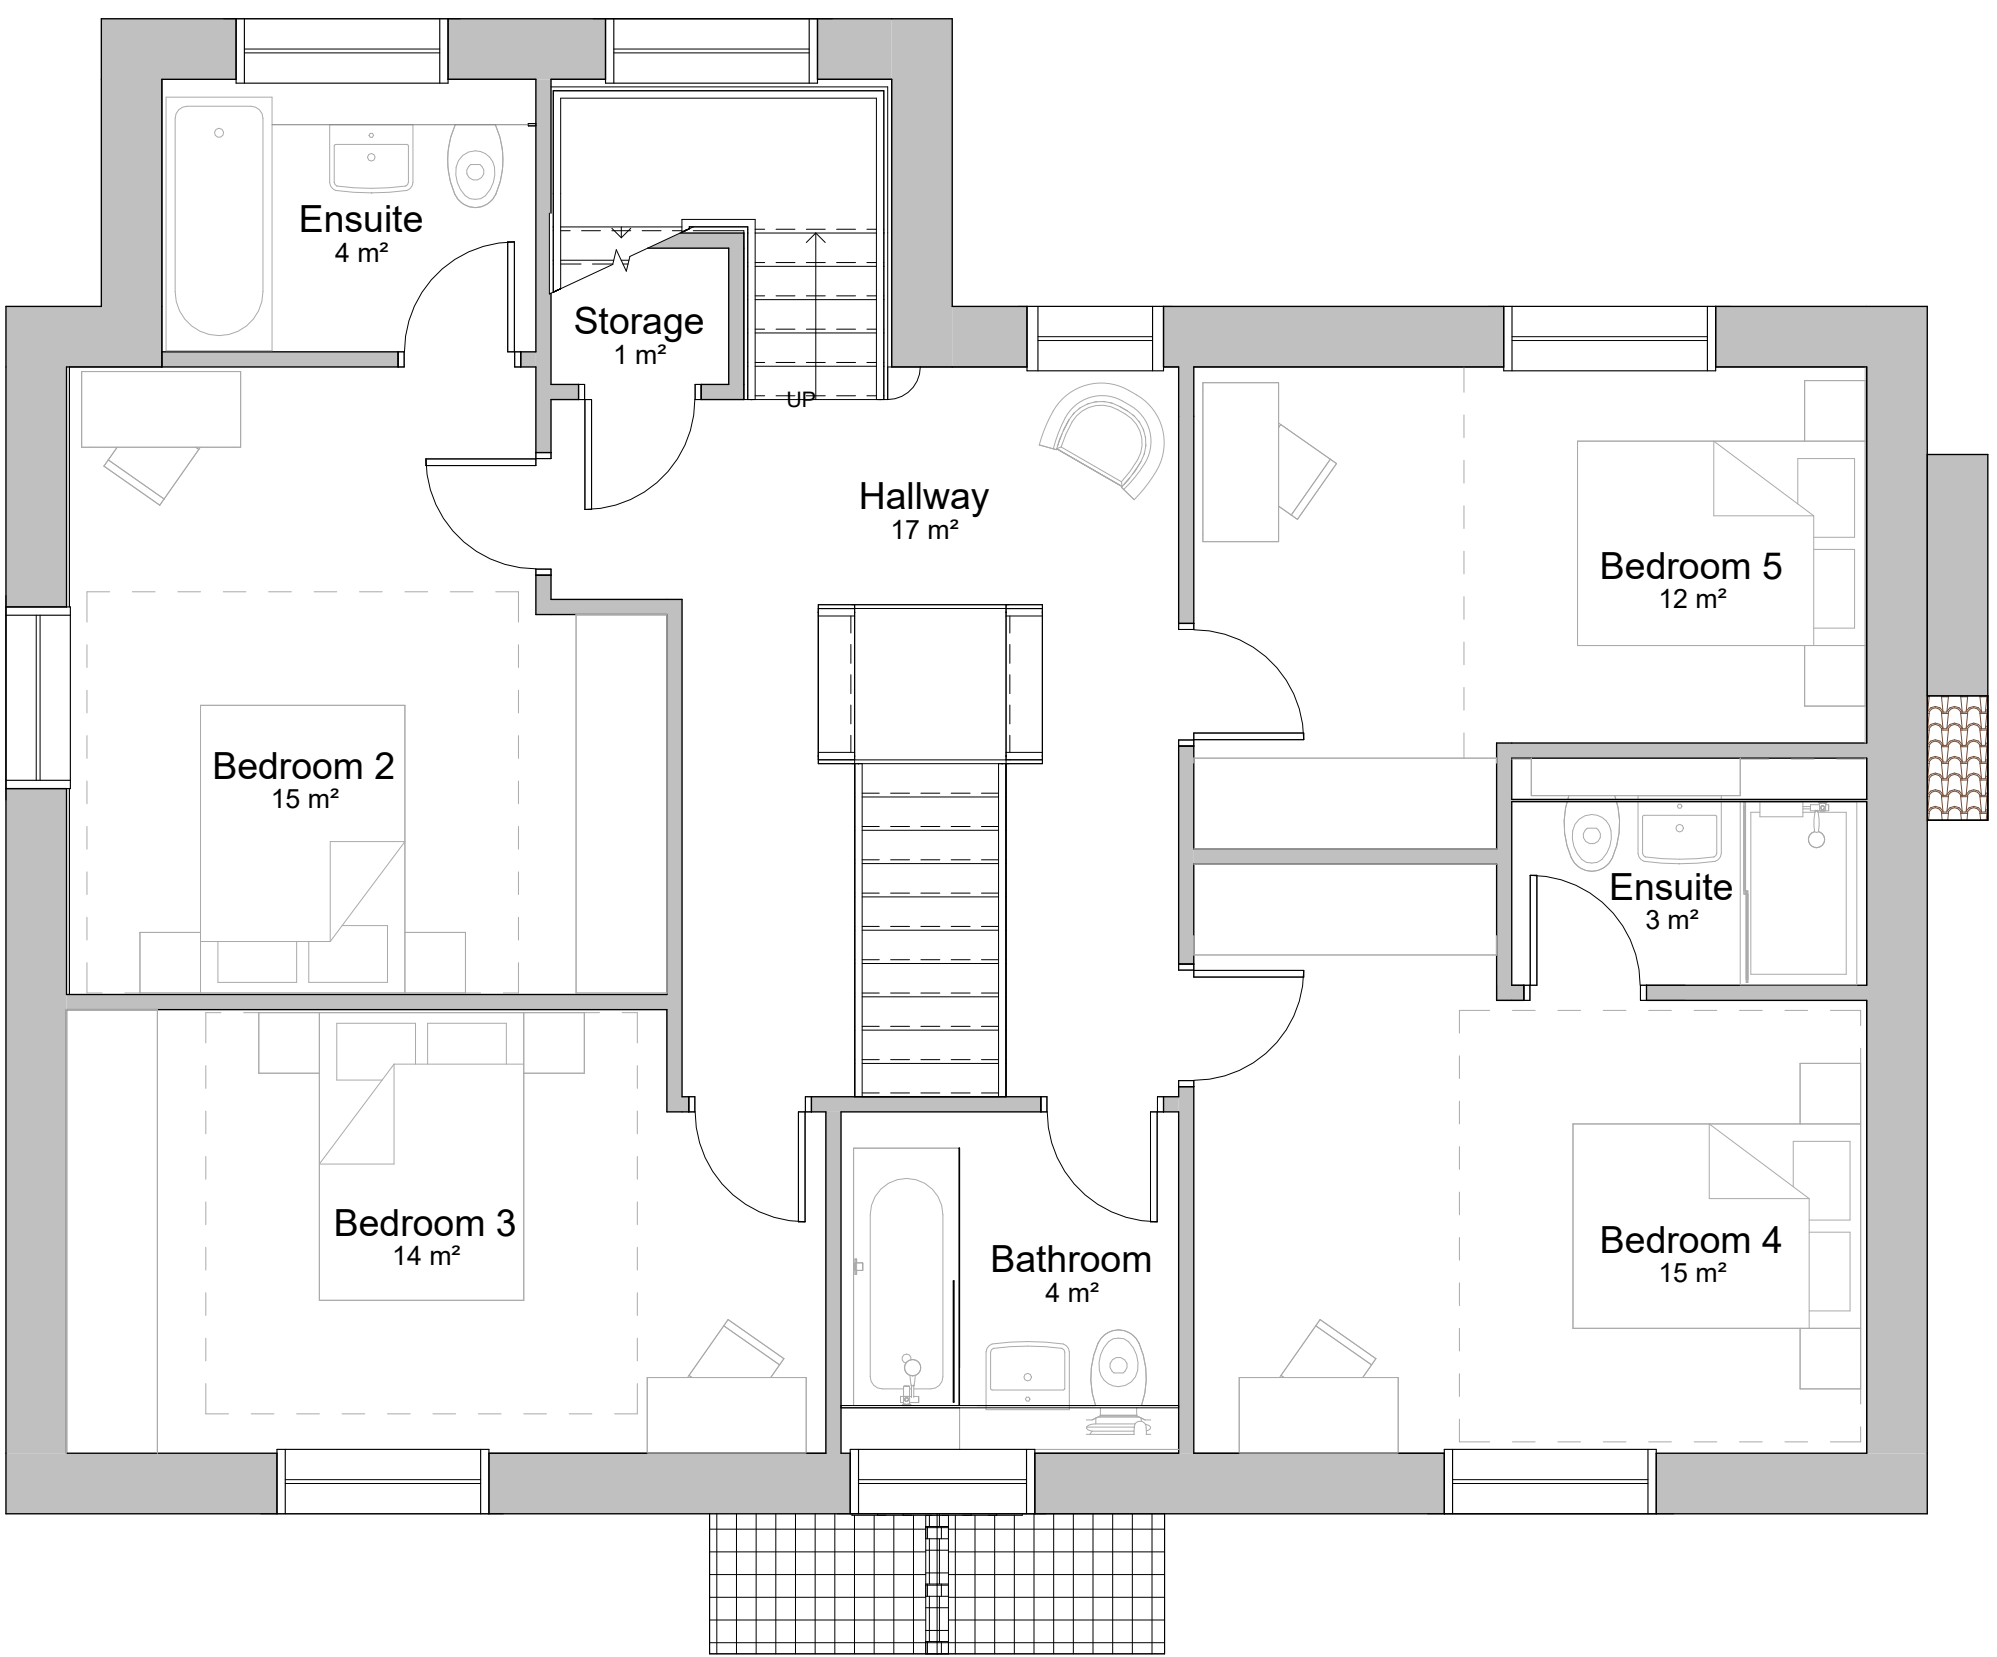 Ensuite
4 m²
Storage
1 m²
UP
Hallway
17 m²
Bedroom 5
12 m²
Bedroom 2
15 m²
Ensuite
3 m²
Bedroom 3
14 m²
Bathroom
4 m²
Bedroom 4
15 m²